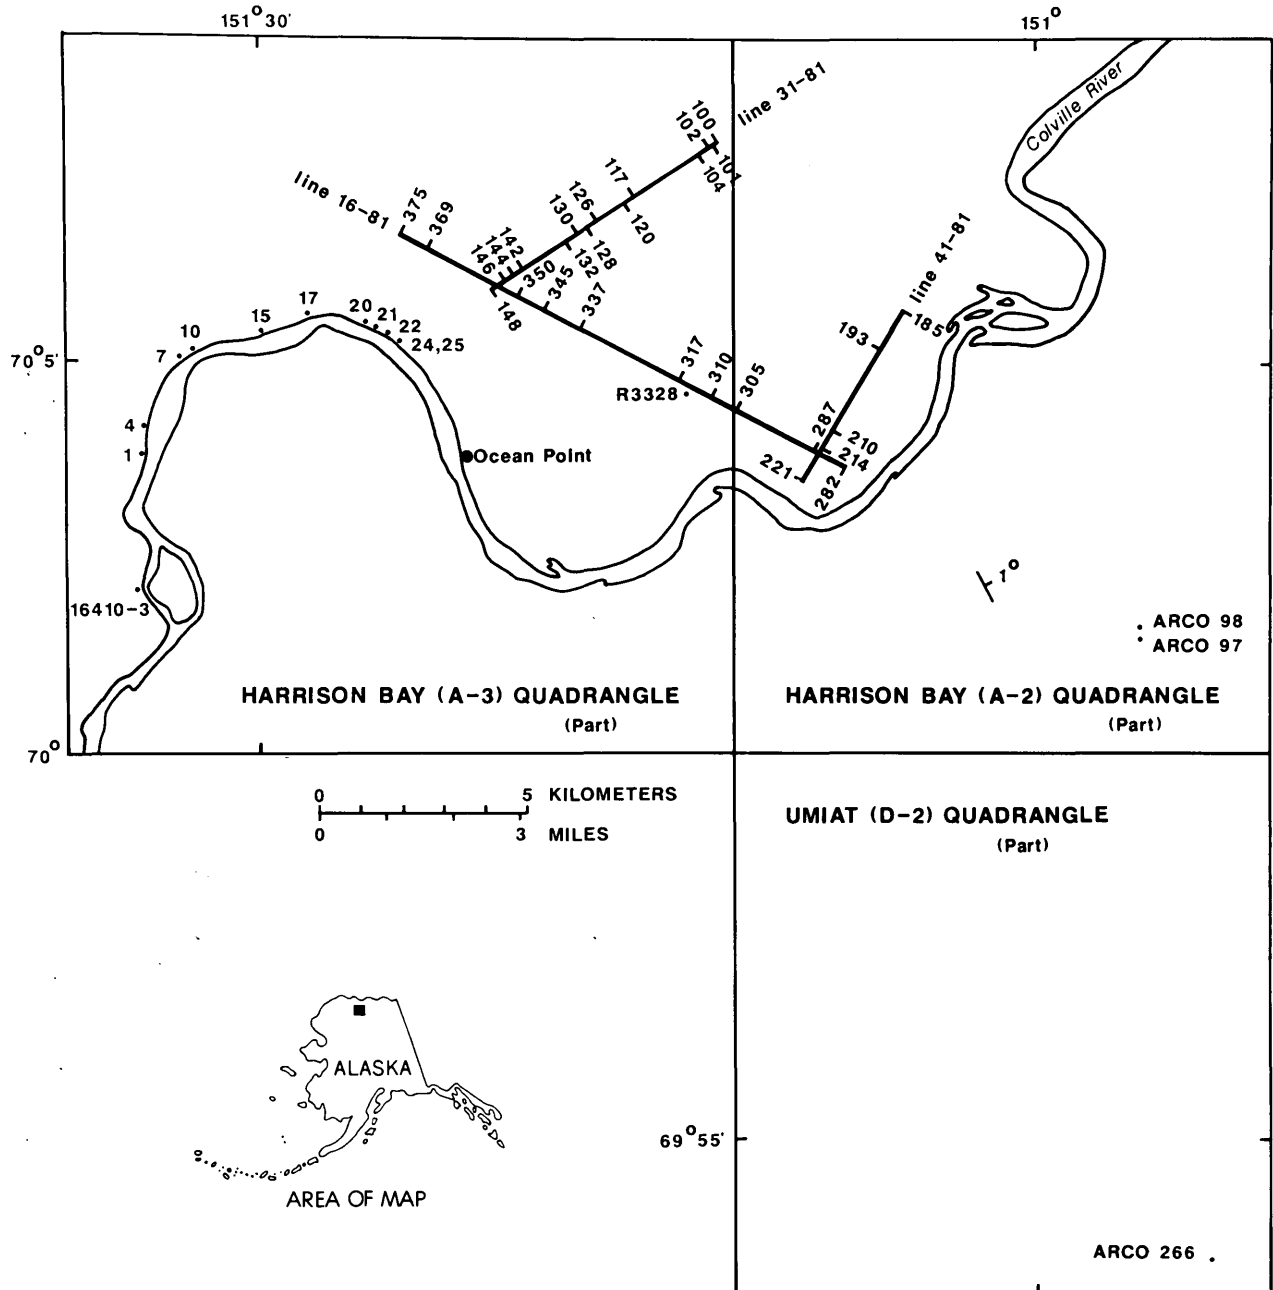 151° 30'
151°
Colville River
line 31-81
100
102
101
104
117
120
126
130
128
132
142
144
146
148
line 16-81
375
369
350
345
337
317
310
305
287
282
R3328
line 41-81
185
193
210
214
221
70° 5'
1
4
7
10
15
17
20
21
22
24,25
Ocean Point
16410-3
1°
ARCO 98
ARCO 97
HARRISON BAY (A-3) QUADRANGLE
(Part)
HARRISON BAY (A-2) QUADRANGLE
(Part)
70°
0 5 KILOMETERS
0 3 MILES
UMIAT (D-2) QUADRANGLE
(Part)
ALASKA
AREA OF MAP
69° 55'
ARCO 266